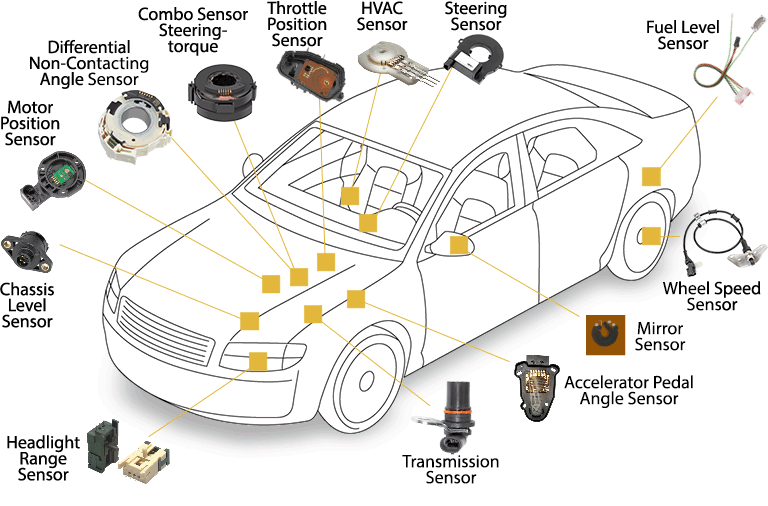 Combo Sensor
Steering-
torque
Throttle
Position
Sensor
HVAC
Sensor
Steering
Sensor
Fuel Level
Sensor
Differential
Non-Contacting
Angle Sensor
Motor
Position
Sensor
Chassis
Level
Sensor
Wheel Speed
Sensor
Mirror
Sensor
Accelerator Pedal
Angle Sensor
Headlight
Range
Sensor
Transmission
Sensor